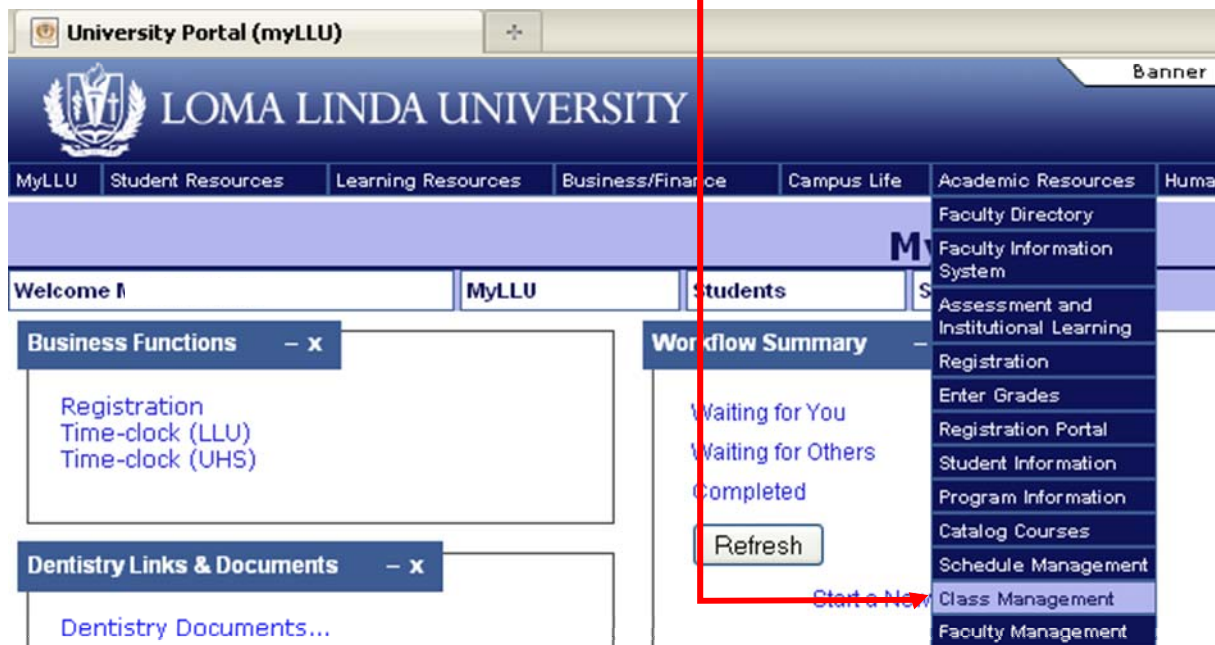 University Portal (myLLU)
Banner
LOMA LINDA UNIVERSITY
MyLLU Student Resources Learning Resources Business/Finance Campus Life Academic Resources
Faculty Directory
Faculty Information
System
Assessment and
Institutional Learning
Registration
Enter Grades
Registration Portal
Student Information
Program Information
Catalog Courses
Schedule Management
Class Management
Faculty Management
Welcome MyLLU Students
Business Functions – x
Registration
Time-clock (LLU)
Time-clock (UHS)
Dentistry Links & Documents – x
Dentistry Documents...
Workflow Summary –
Waiting for You
Waiting for Others
Completed
Refresh
Start a